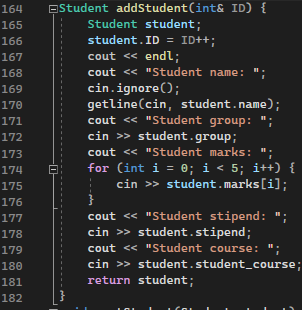 164 Student addStudent(int& ID) {
165 Student student;
166 student.ID = ID++;
167 cout << endl;
168 cout << "Student name: ";
169 cin.ignore();
170 getline(cin, student.name);
171 cout << "Student group: ";
172 cin >> student.group;
173 cout << "Student marks: ";
174 for (int i = 0; i < 5; i++) {
175 cin >> student.marks[i];
176 }
177 cout << "Student stipend: ";
178 cin >> student.stipend;
179 cout << "Student course: ";
180 cin >> student.student_course;
181 return student;
182 }